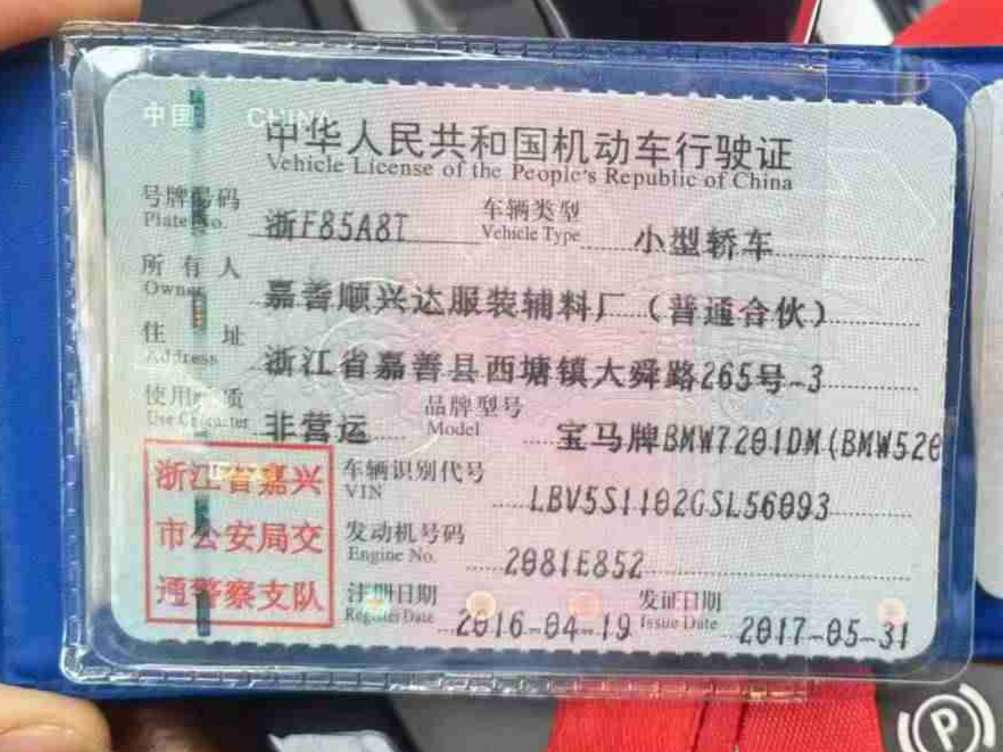 中国 CHINA
中华人民共和国机动车行驶证
Vehicle License of the People's Republic of China
号牌号码 浙F85A8T 车辆类型 小型轿车
Plate No. Vehicle Type
所有人 嘉善顺兴达服装辅料厂（普通合伙）
Owner
住址 浙江省嘉善县西塘镇大舜路265号-3
Address
使用性质 非营运 品牌型号 宝马牌BMW7201DM(BMW520
Use Character Model
浙江省嘉兴
市公安局交
通警察支队
车辆识别代号 LBV5S1102GSL56093
VIN
发动机号码 2081E852
Engine No.
注册日期 2016-04-19 发证日期 2017-05-31
Register Date Issue Date
P